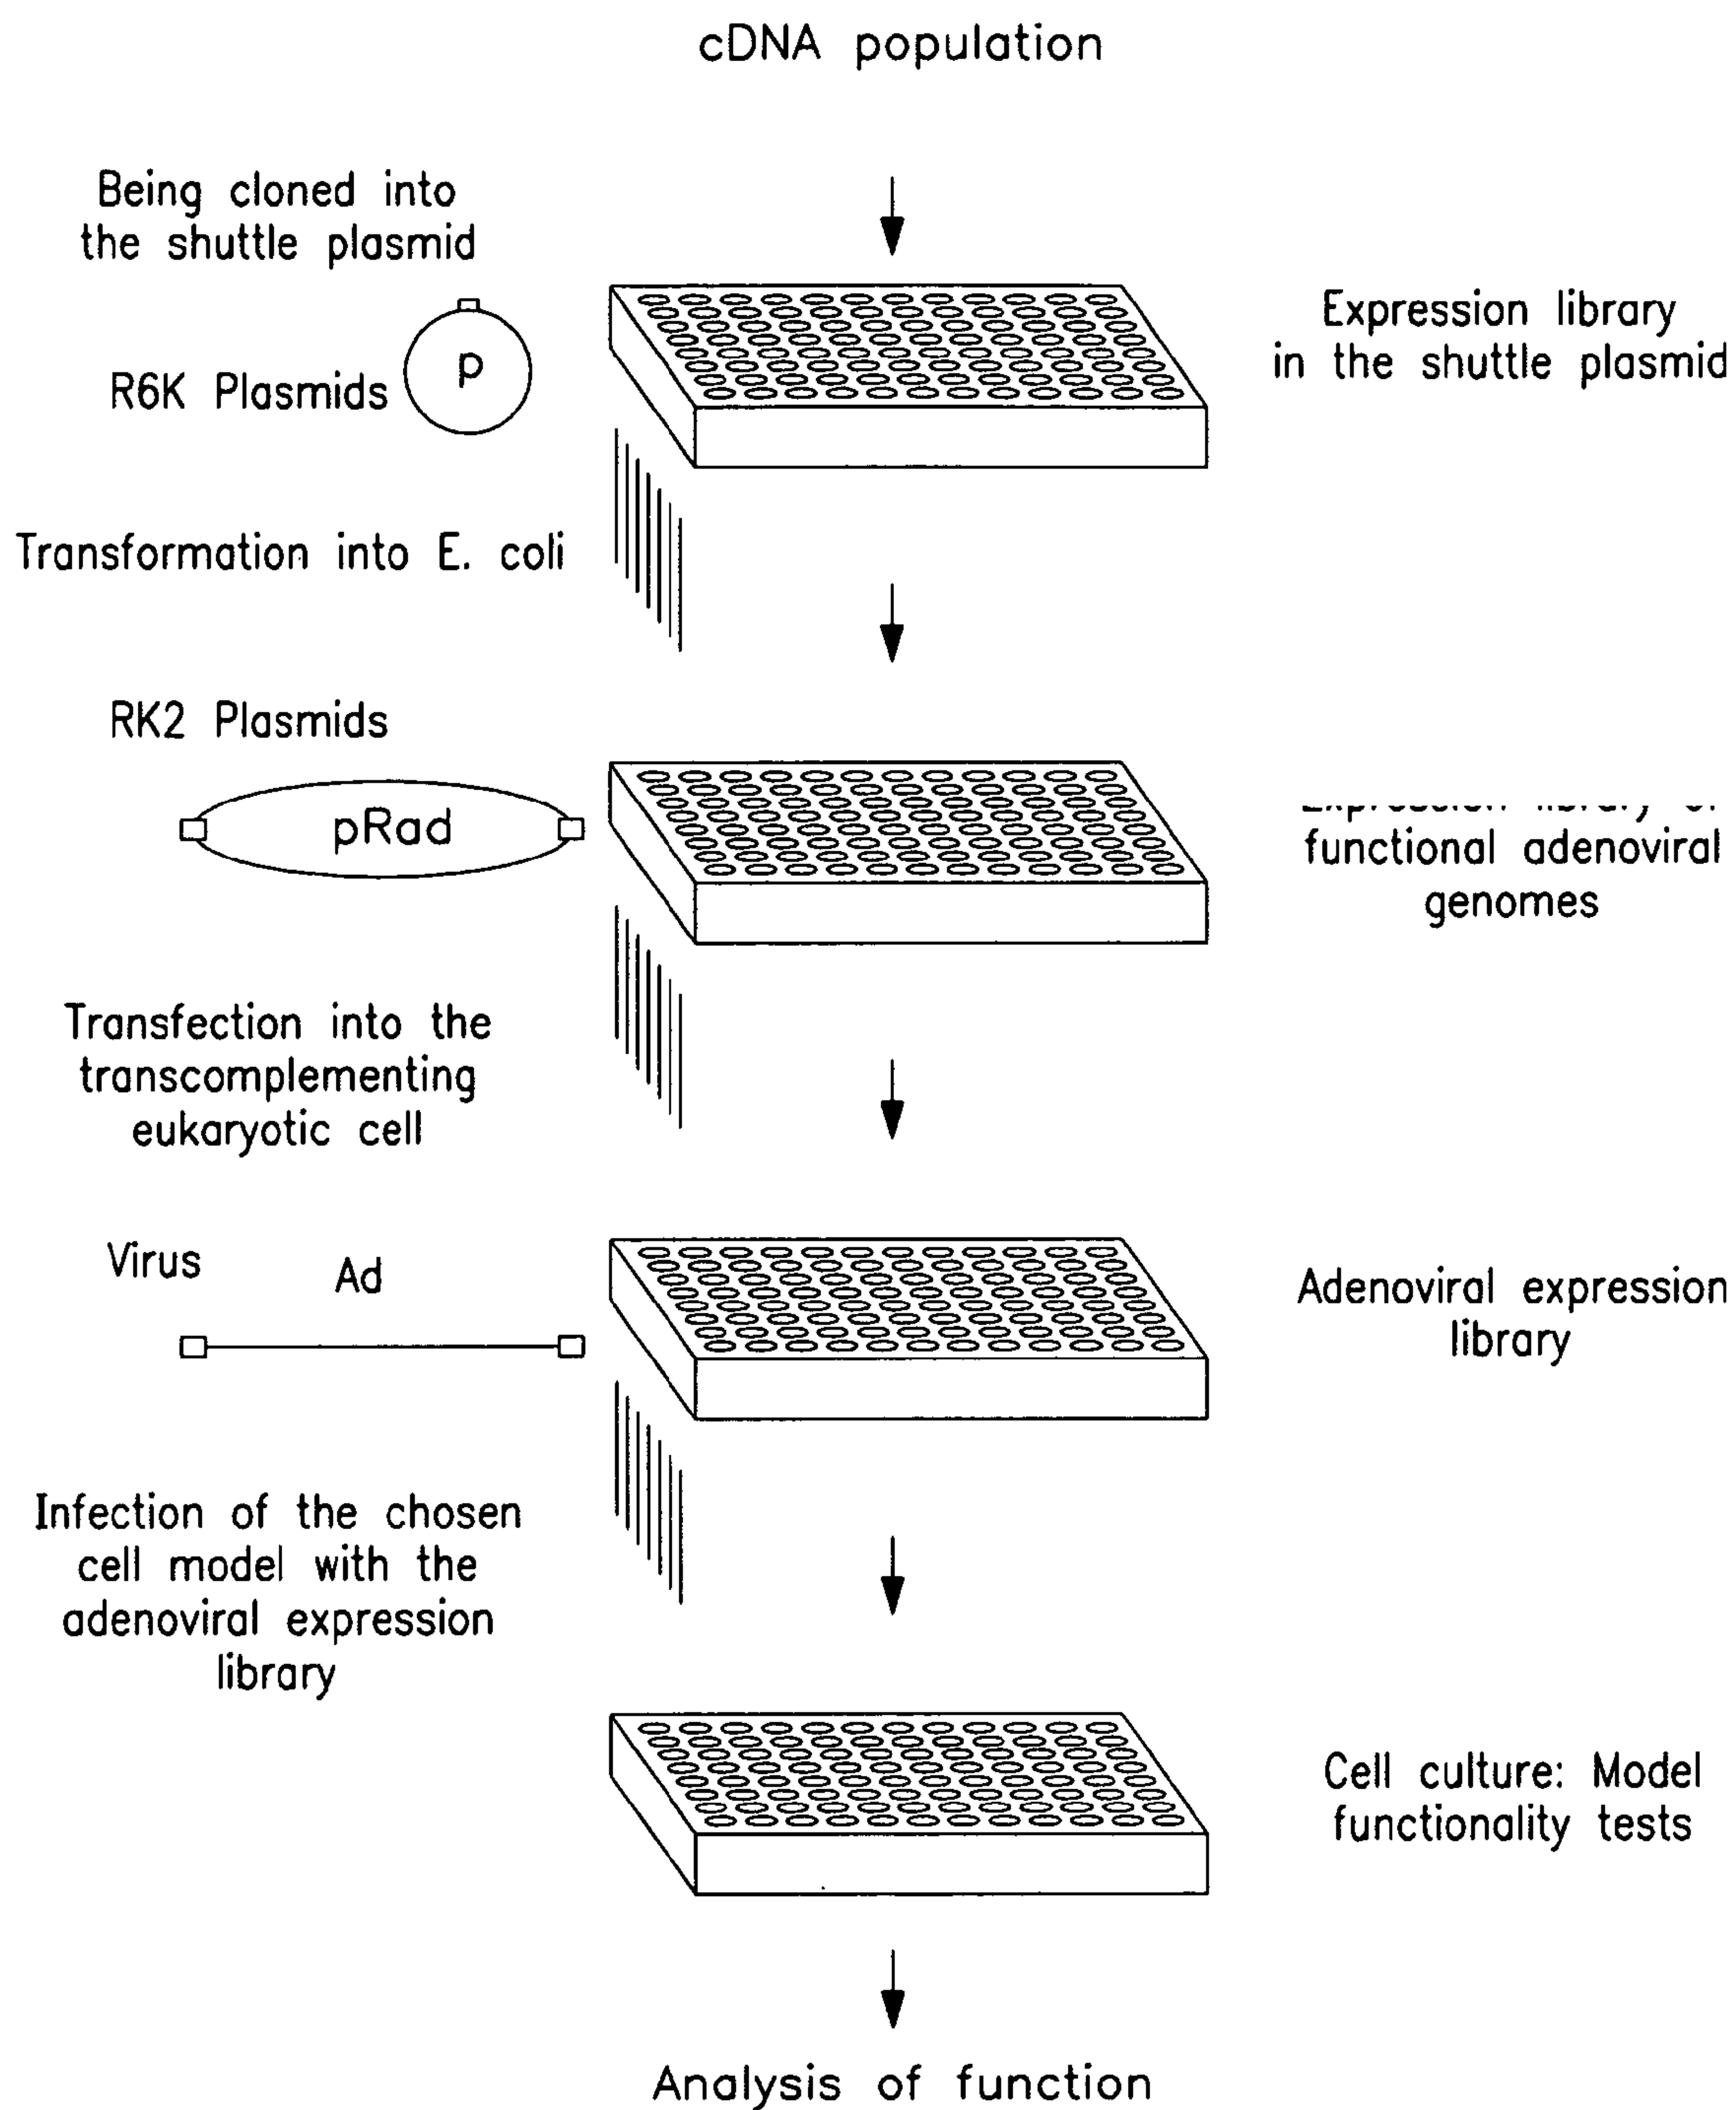 cDNA population
Being cloned into
the shuttle plasmid
R6K Plasmids
p
Expression library
in the shuttle plasmid
Transformation into E. coli
RK2 Plasmids
pRad
functional adenoviral
genomes
Transfection into the
transcomplementing
eukaryotic cell
Virus
Ad
Adenoviral expression
library
Infection of the chosen
cell model with the
adenoviral expression
library
Cell culture: Model
functionality tests
Analysis of function